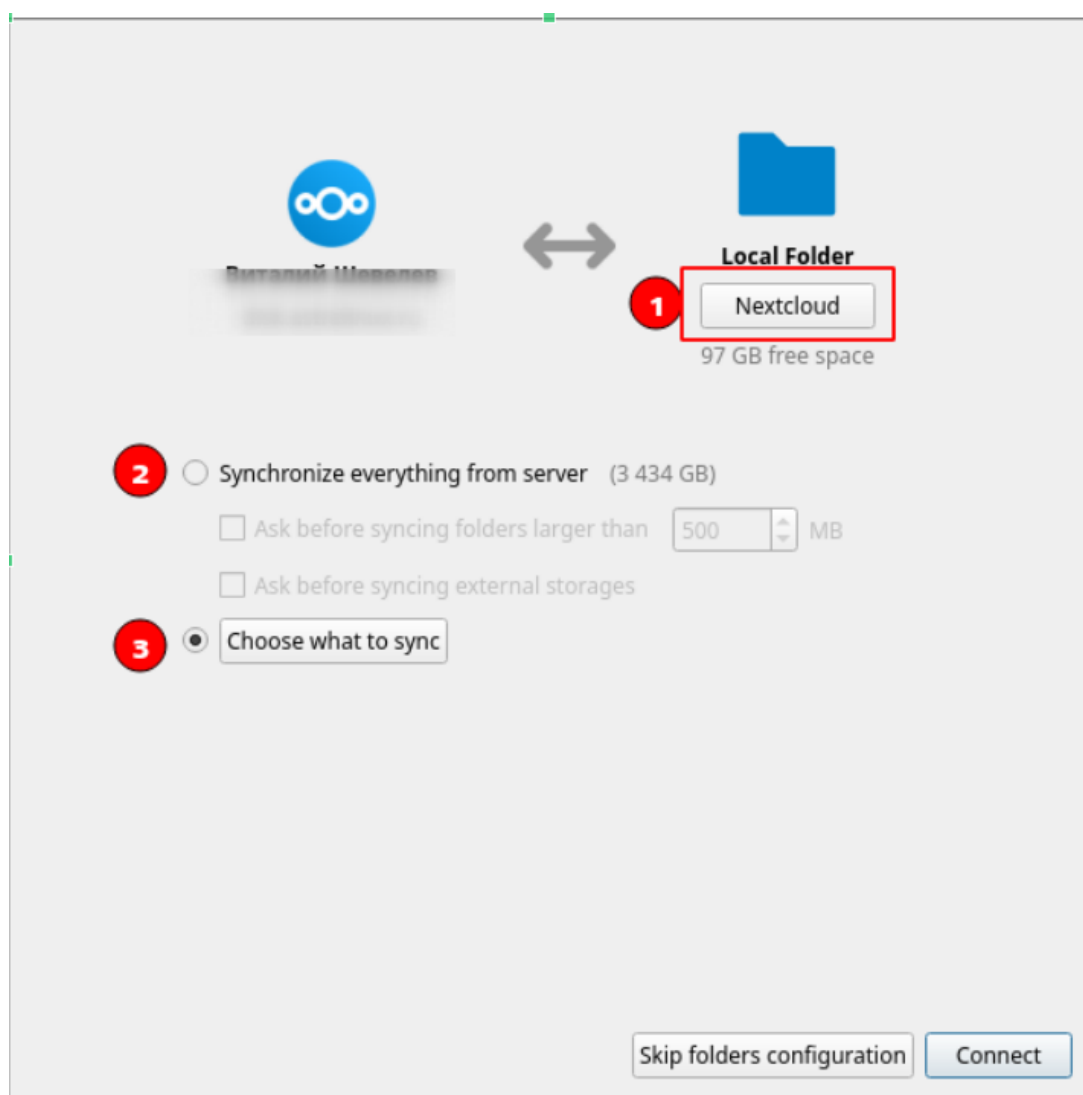 Local Folder
1
Nextcloud
97 GB free space
2
Synchronize everything from server (3 434 GB)
Ask before syncing folders larger than 500 MB
Ask before syncing external storages
3
Choose what to sync
Skip folders configuration
Connect